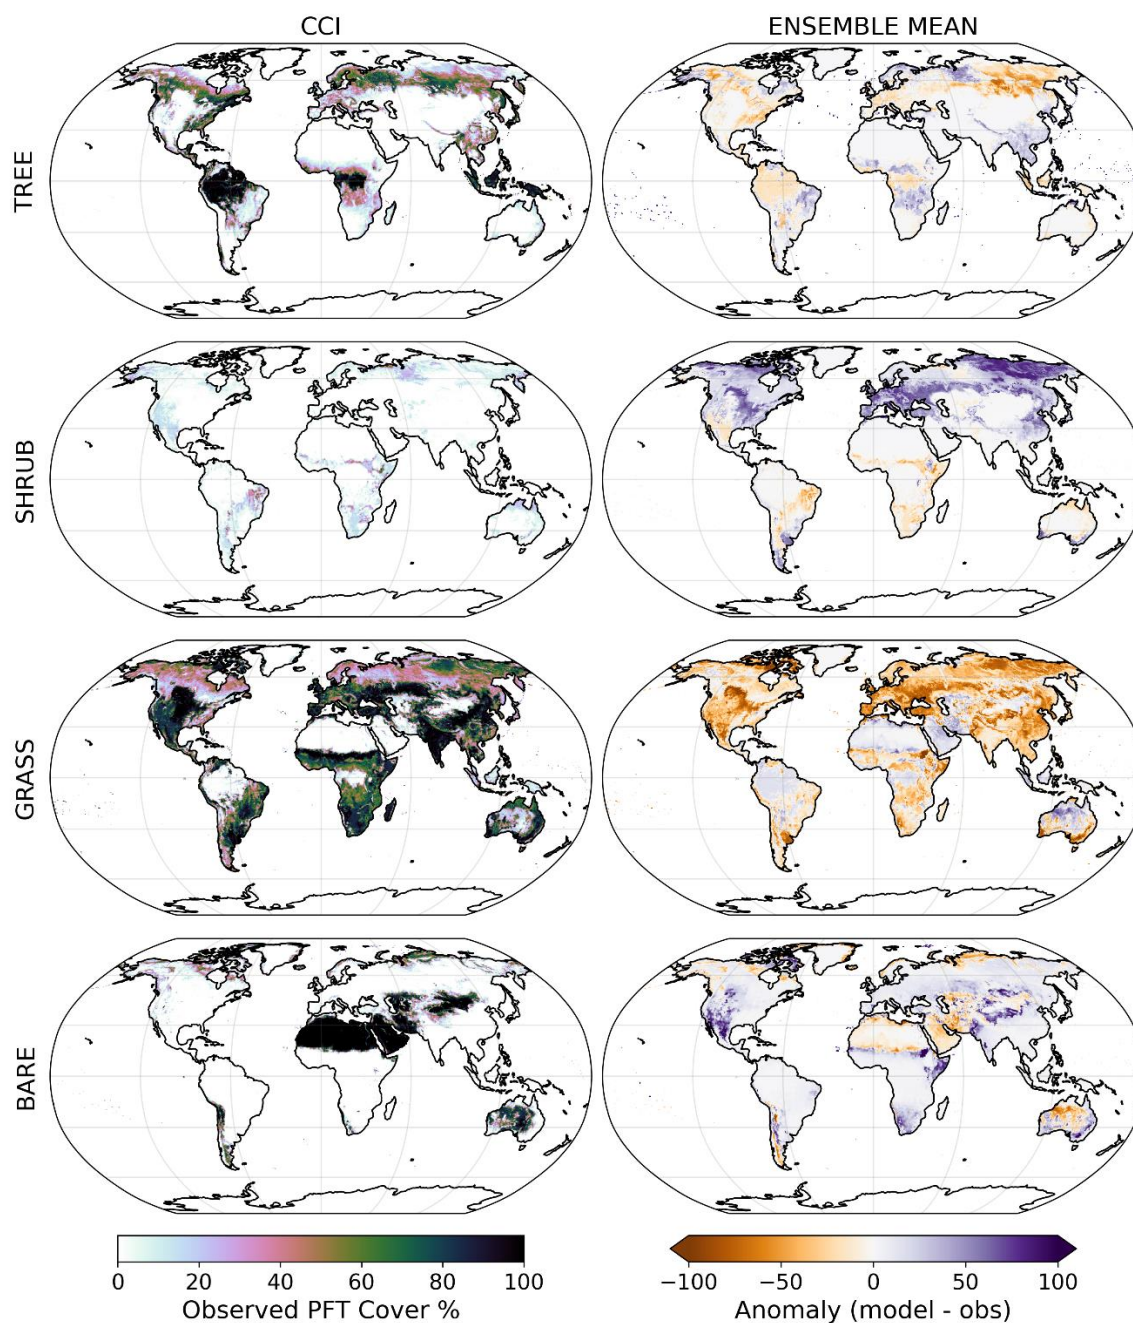 CCI ENSEMBLE MEAN
TREE
SHRUB
GRASS
BARE
0 20 40 60 80 100 −100 −50 0 50 100
Observed PFT Cover % Anomaly (model - obs)